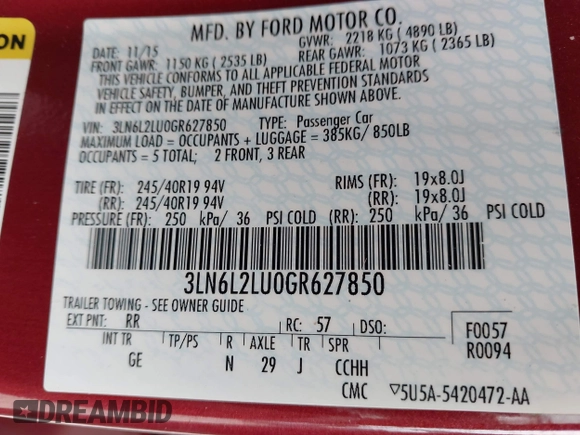 ON
MFD. BY FORD MOTOR CO.
DATE: 11/15 GVWR: 2218 KG ( 4890 LB)
FRONT GAWR: 1150 KG ( 2535 LB) REAR GAWR: 1073 KG ( 2365 LB)
THIS VEHICLE CONFORMS TO ALL APPLICABLE FEDERAL MOTOR
VEHICLE SAFETY, BUMPER, AND THEFT PREVENTION STANDARDS
IN EFFECT ON THE DATE OF MANUFACTURE SHOWN ABOVE.
VIN: 3LN6L2LU0GR627850 TYPE: Passenger Car
MAXIMUM LOAD = OCCUPANTS + LUGGAGE = 385KG/ 850LB
OCCUPANTS = 5 TOTAL; 2 FRONT, 3 REAR
TIRE (FR): 245/40R19 94V RIMS (FR): 19x8.0J
(RR): 245/40R19 94V (RR): 19x8.0J
PRESSURE (FR): 250 kPa/ 36 PSI COLD (RR): 250 kPa/ 36 PSI COLD
3LN6L2LU0GR627850
TRAILER TOWING - SEE OWNER GUIDE
EXT PNT: RR RC: 57 DSO: F0057
R0094
INT TR TP/PS R AXLE TR SPR
GE N 29 J CCHH
CMC ▽5U5A-5420472-AA
DREAMBID